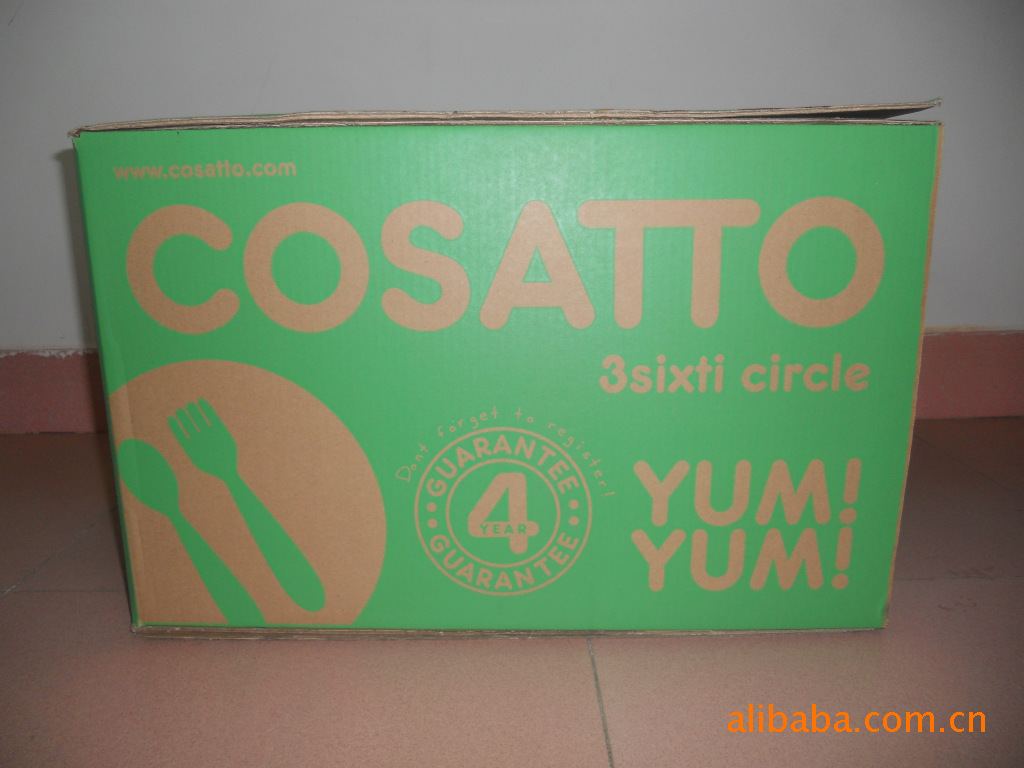 www.cosatto.com
COSATTO
3sixti circle
Dont forget to register!
GUARANTEE
4
YEAR
GUARANTEE
YUM!
YUM!
alibaba.com.cn